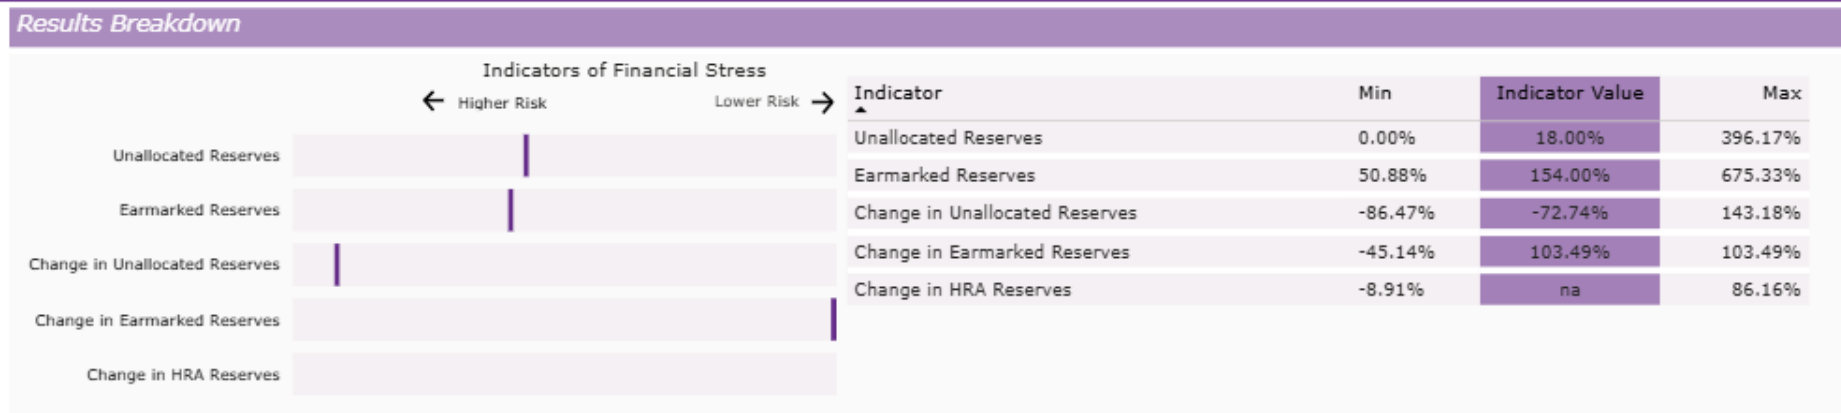 Results Breakdown
Indicators of Financial Stress
← Higher Risk Lower Risk →
Unallocated Reserves
Earmarked Reserves
Change in Unallocated Reserves
Change in Earmarked Reserves
Change in HRA Reserves
Indicator Min Indicator Value Max
Unallocated Reserves 0.00% 18.00% 396.17%
Earmarked Reserves 50.88% 154.00% 675.33%
Change in Unallocated Reserves -86.47% -72.74% 143.18%
Change in Earmarked Reserves -45.14% 103.49% 103.49%
Change in HRA Reserves -8.91% na 86.16%